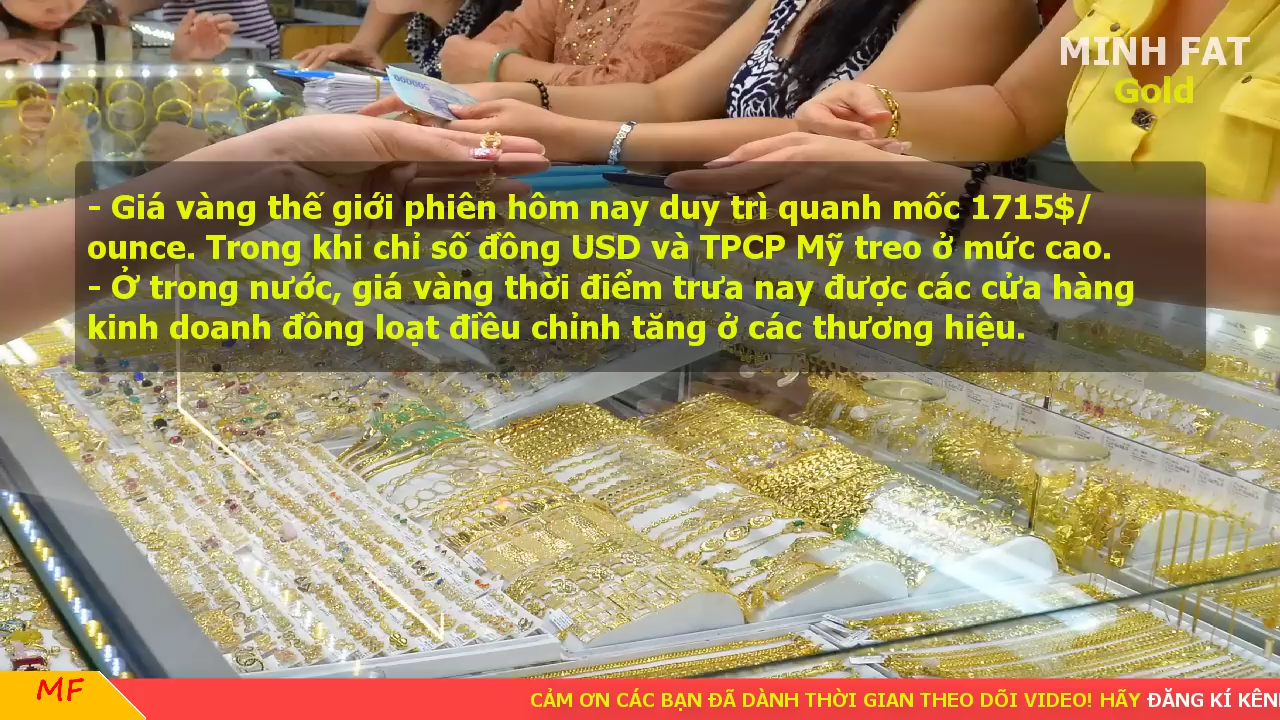 MINH FAT
Gold
- Giá vàng thế giới phiên hôm nay duy trì quanh mốc 1715$/
ounce. Trong khi chỉ số đồng USD và TPCP Mỹ treo ở mức cao.
- Ở trong nước, giá vàng thời điểm trưa nay được các cửa hàng
kinh doanh đồng loạt điều chỉnh tăng ở các thương hiệu.
MF
CẢM ƠN CÁC BẠN ĐÃ DÀNH THỜI GIAN THEO DÕI VIDEO! HÃY ĐĂNG KÍ KÊN